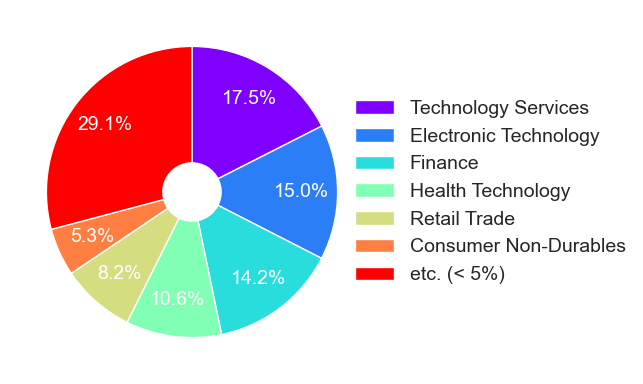 17.5%
15.0%
14.2%
10.6%
8.2%
5.3%
29.1%
Technology Services
Electronic Technology
Finance
Health Technology
Retail Trade
Consumer Non-Durables
etc. (< 5%)